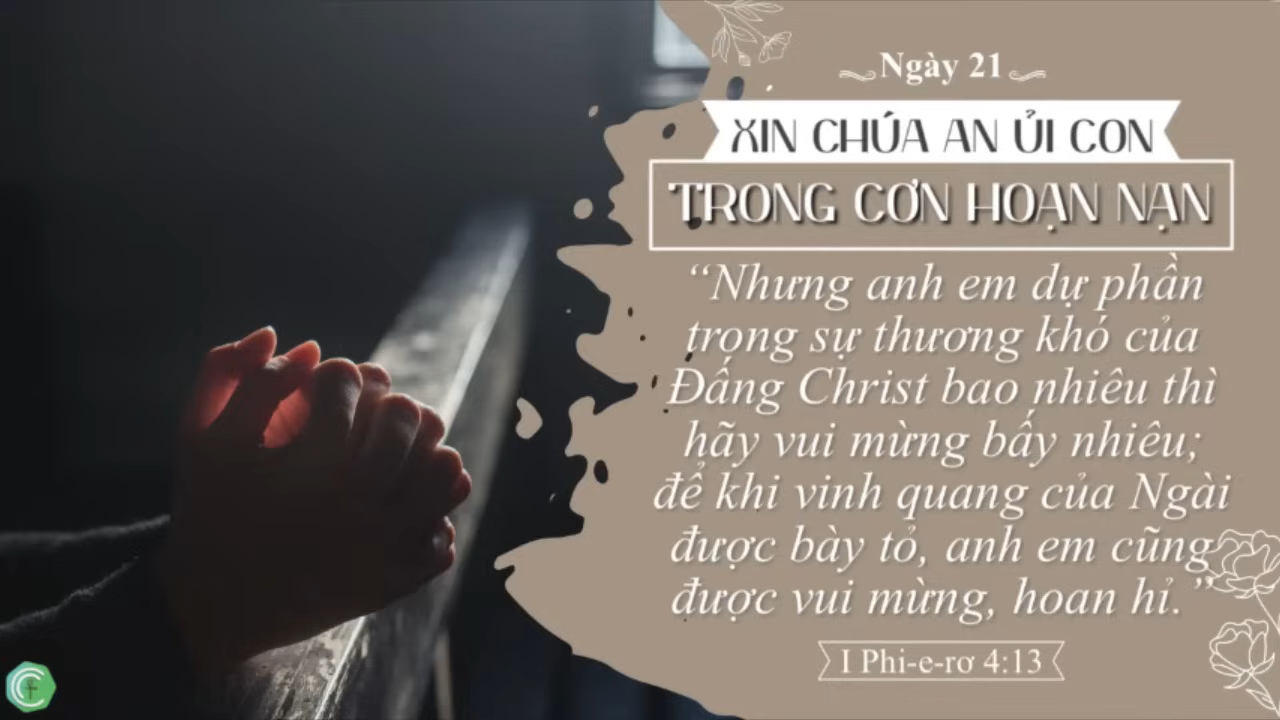 Ngày 21
XIN CHÚA AN ỦI CON
TRONG CƠN HOẠN NẠN
“Nhưng anh em dự phần
trong sự thương khó của
Đấng Christ bao nhiêu thì
hãy vui mừng bấy nhiêu;
để khi vinh quang của Ngài
được bày tỏ, anh em cũng
được vui mừng, hoan hỉ.”
I Phi-e-rơ 4:13